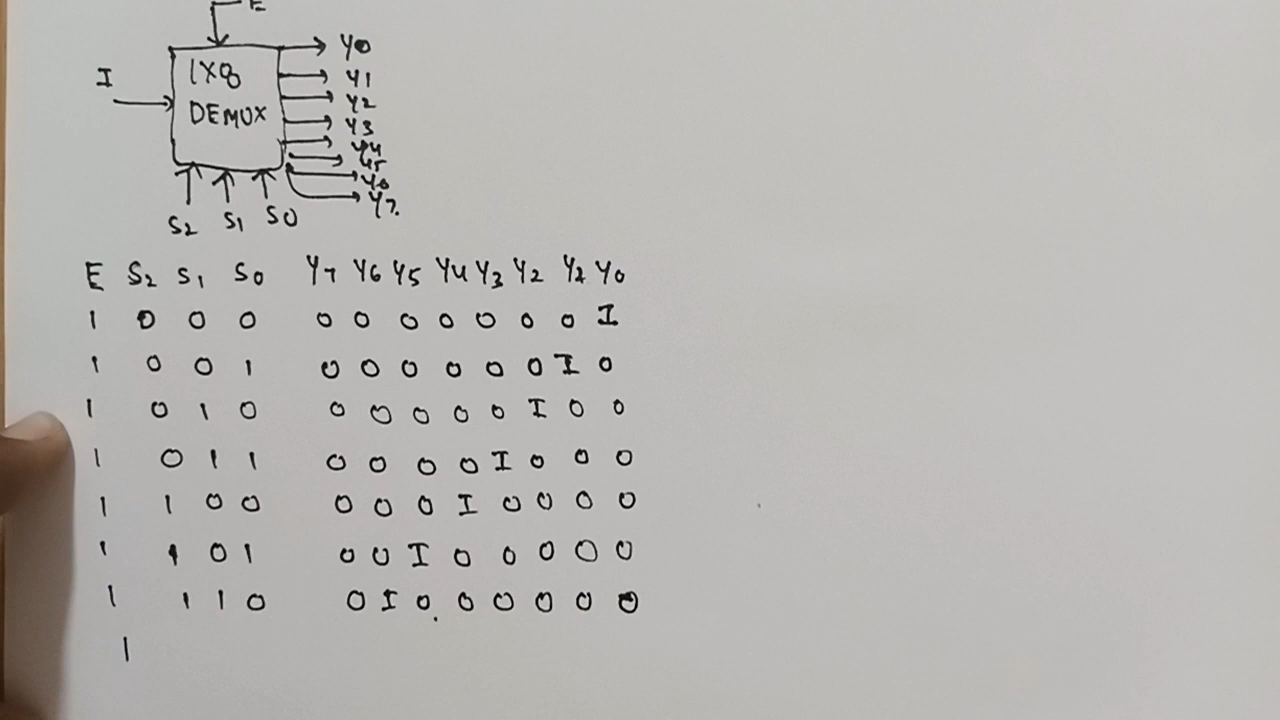 E
Y0
I 1X8 Y1
DEMUX Y2
Y3
Y4
Y5
Y6
S2 S1 S0 Y7.
E S2 S1 S0 Y7 Y6 Y5 Y4 Y3 Y2 Y1 Y0
1 0 0 0 0 0 0 0 0 0 0 I
1 0 0 1 0 0 0 0 0 0 I 0
1 0 1 0 0 0 0 0 0 I 0 0
1 0 1 1 0 0 0 0 I 0 0 0
1 1 0 0 0 0 0 I 0 0 0 0
1 1 0 1 0 0 I 0 0 0 0 0
1 1 1 0 0 I 0 0 0 0 0 0
1